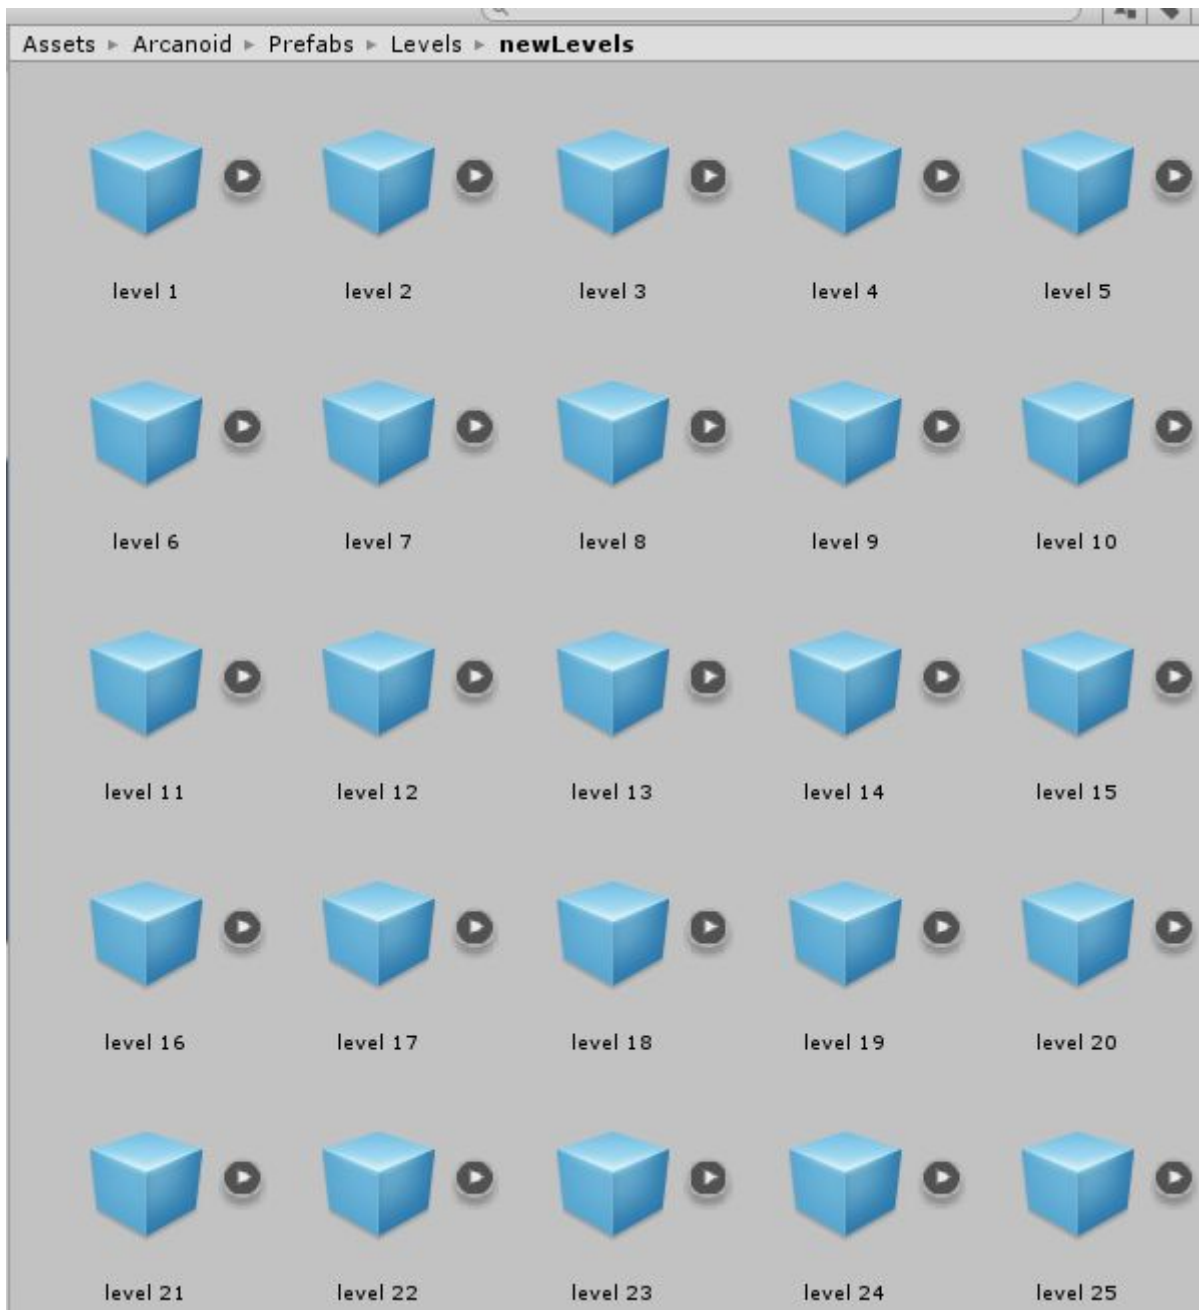 Assets ▸ Arcanoid ▸ Prefabs ▸ Levels ▸ newLevels
level 1 level 2 level 3 level 4 level 5
level 6 level 7 level 8 level 9 level 10
level 11 level 12 level 13 level 14 level 15
level 16 level 17 level 18 level 19 level 20
level 21 level 22 level 23 level 24 level 25